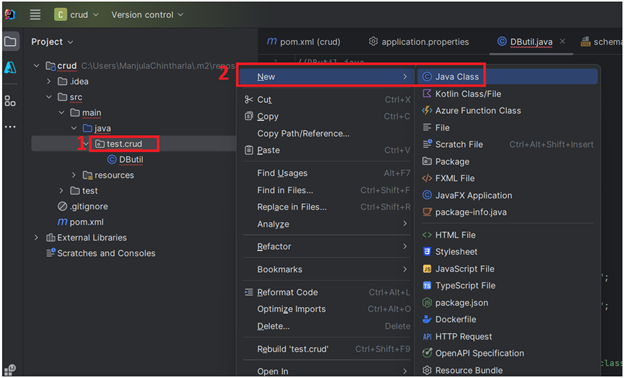 C crud Version control
Project
m pom.xml (crud) application.properties DButil.java schema
//DButil.java
crud C:\Users\ManjulaChintharla\.m2\repos
.idea
src
main
java
1 test.crud
DButil
resources
test
.gitignore
m pom.xml
External Libraries
Scratches and Consoles
2 New
Cut Ctrl+X
Copy Ctrl+C
Copy Path/Reference...
Paste Ctrl+V
Find Usages Alt+F7
Find in Files... Ctrl+Shift+F
Replace in Files... Ctrl+Shift+R
Analyze
Refactor
Bookmarks
Reformat Code Ctrl+Alt+L
Optimize Imports Ctrl+Alt+O
Delete... Delete
Rebuild 'test.crud' Ctrl+Shift+F9
Open In
Java Class
Kotlin Class/File
Azure Function Class
File
Scratch File Ctrl+Alt+Shift+Insert
Package
FXML File
JavaFX Application
package-info.java
HTML File
Stylesheet
JavaScript File
TypeScript File
package.json
Dockerfile
API HTTP Request
OpenAPI Specification
Resource Bundle
";
";
class